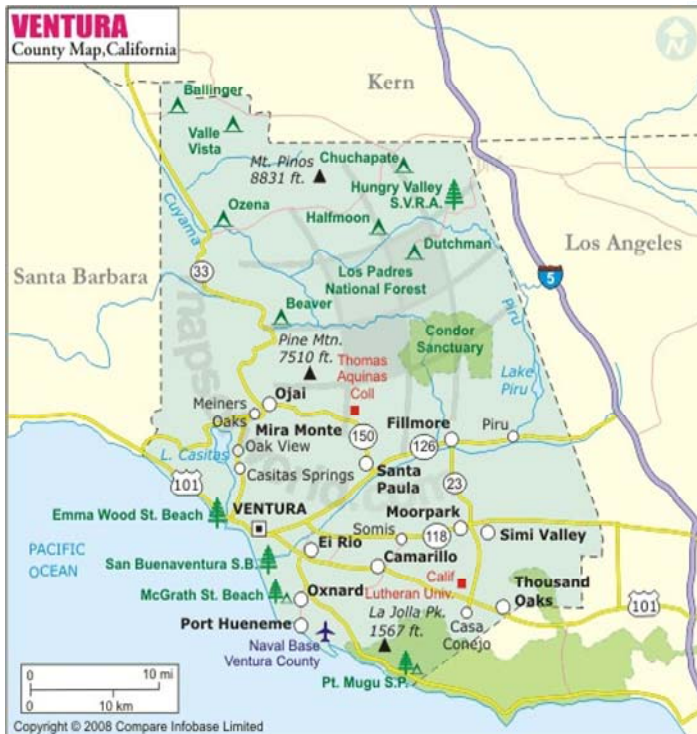 VENTURA
County Map,California
Kern
Ballinger
Valle
Vista
Mt. Pinos
8831 ft.
Chuchapate
Hungry Valley
S.V.R.A.
Ozena
Halfmoon
Cuyama
Dutchman
Los Angeles
Santa Barbara
33
Los Padres
National Forest
5
Beaver
Piru
Condor
Sanctuary
Pine Mtn.
7510 ft.
Thomas
Aquinas
Coll
Lake
Piru
Ojai
Meiners
Oaks
Mira Monte
150
Fillmore
126
Piru
Oak View
L. Casitas
Casitas Springs
Santa
Paula
101
23
VENTURA
Emma Wood St. Beach
Moorpark
Somis
118
Simi Valley
El Rio
PACIFIC
OCEAN
San Buenaventura S.B.
Camarillo
Calif
Lutheran Univ.
McGrath St. Beach
Oxnard
Thousand
Oaks
101
La Jolla Pk.
1567 ft.
Port Hueneme
Casa
Conejo
Naval Base
Ventura County
Pt. Mugu S.P.
0 10 mi
0 10 km
Copyright © 2008 Compare Infobase Limited